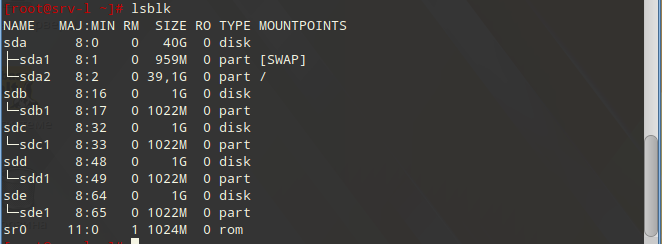 [root@srv-1 ~]# lsblk
NAME   MAJ:MIN RM  SIZE RO TYPE MOUNTPOINTS
sda      8:0    0   40G  0 disk
├─sda1   8:1    0  959M  0 part [SWAP]
└─sda2   8:2    0 39,1G  0 part /
sdb      8:16   0    1G  0 disk
└─sdb1   8:17   0 1022M  0 part
sdc      8:32   0    1G  0 disk
└─sdc1   8:33   0 1022M  0 part
sdd      8:48   0    1G  0 disk
└─sdd1   8:49   0 1022M  0 part
sde      8:64   0    1G  0 disk
└─sde1   8:65   0 1022M  0 part
sr0     11:0    1 1024M  0 rom